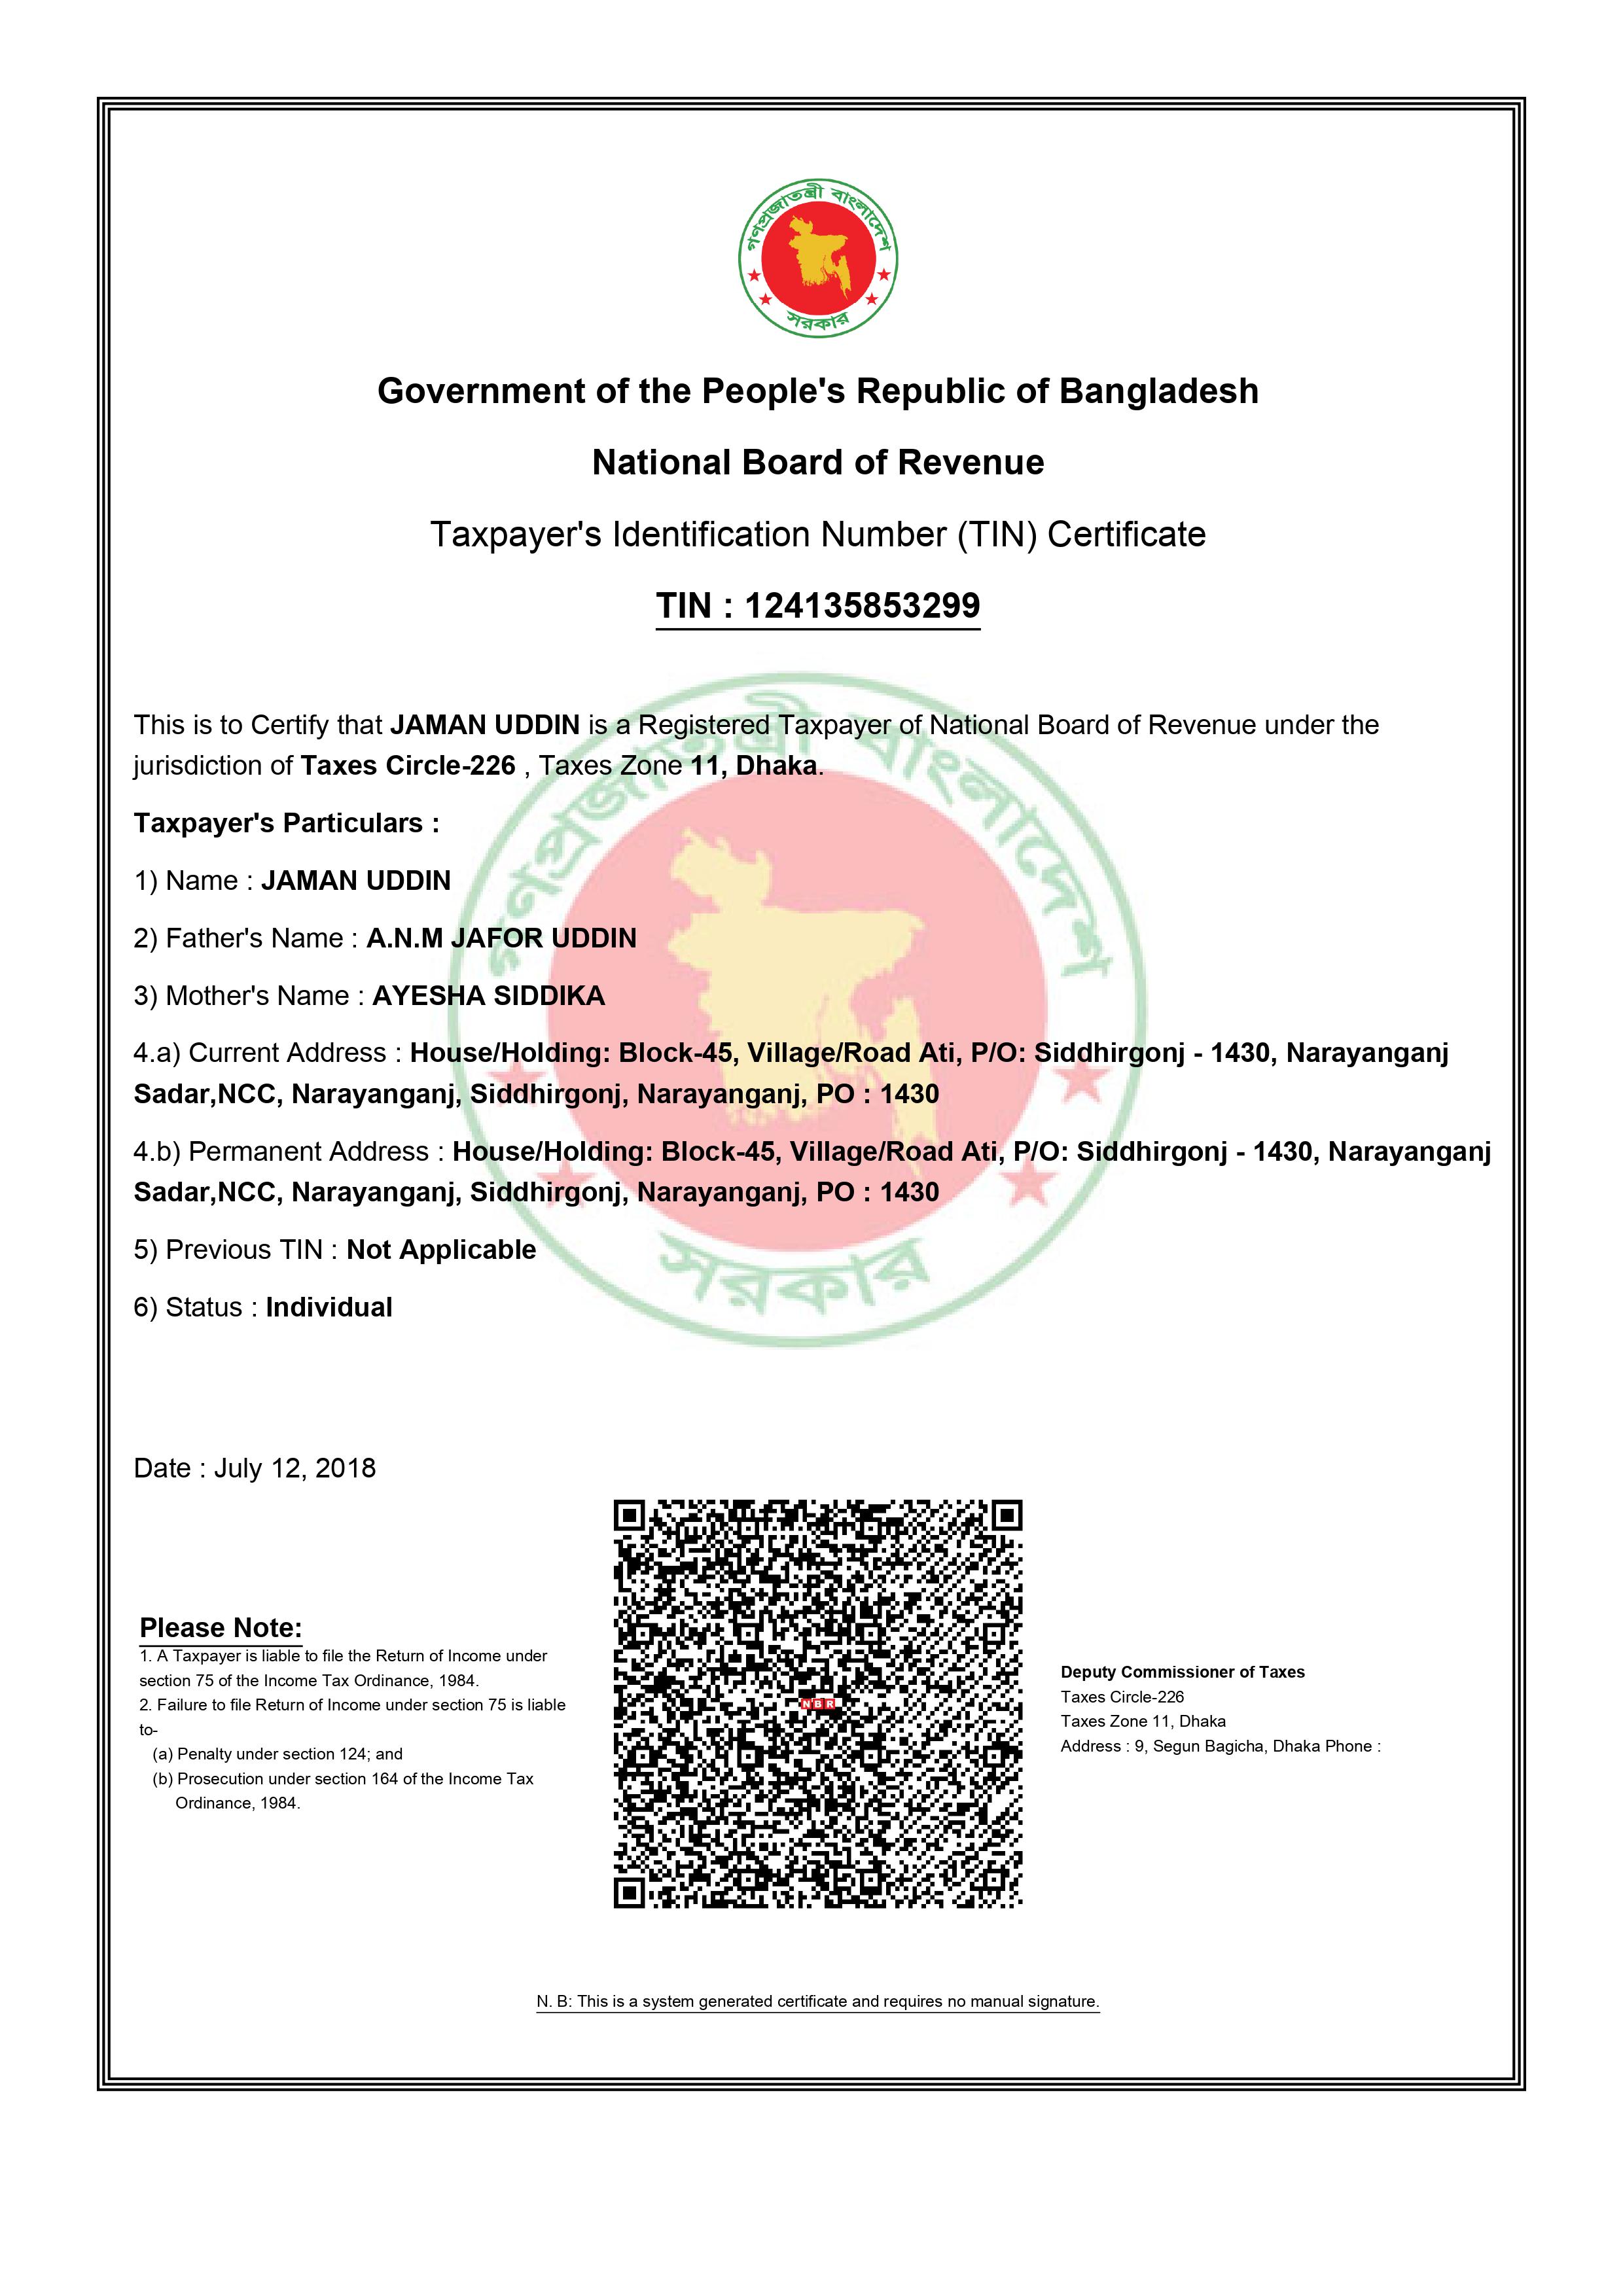 গণপ্রজাতন্ত্রী বাংলাদেশ
সরকার
Government of the People's Republic of Bangladesh
National Board of Revenue
Taxpayer's Identification Number (TIN) Certificate
TIN : 124135853299
গণপ্রজাতন্ত্রী বাংলাদেশ
This is to Certify that JAMAN UDDIN is a Registered Taxpayer of National Board of Revenue under the
jurisdiction of Taxes Circle-226 , Taxes Zone 11, Dhaka.
Taxpayer's Particulars :
1) Name : JAMAN UDDIN
2) Father's Name : A.N.M JAFOR UDDIN
3) Mother's Name : AYESHA SIDDIKA
4.a) Current Address : House/Holding: Block-45, Village/Road Ati, P/O: Siddhirgonj - 1430, Narayanganj
Sadar,NCC, Narayanganj, Siddhirgonj, Narayanganj, PO : 1430
4.b) Permanent Address : House/Holding: Block-45, Village/Road Ati, P/O: Siddhirgonj - 1430, Narayanganj
Sadar,NCC, Narayanganj, Siddhirgonj, Narayanganj, PO : 1430
5) Previous TIN : Not Applicable
6) Status : Individual
সরকার
Date : July 12, 2018
Please Note:
1. A Taxpayer is liable to file the Return of Income under
section 75 of the Income Tax Ordinance, 1984.
2. Failure to file Return of Income under section 75 is liable
to-
(a) Penalty under section 124; and
(b) Prosecution under section 164 of the Income Tax
Ordinance, 1984.
NBR
Deputy Commissioner of Taxes
Taxes Circle-226
Taxes Zone 11, Dhaka
Address : 9, Segun Bagicha, Dhaka Phone :
N. B: This is a system generated certificate and requires no manual signature.